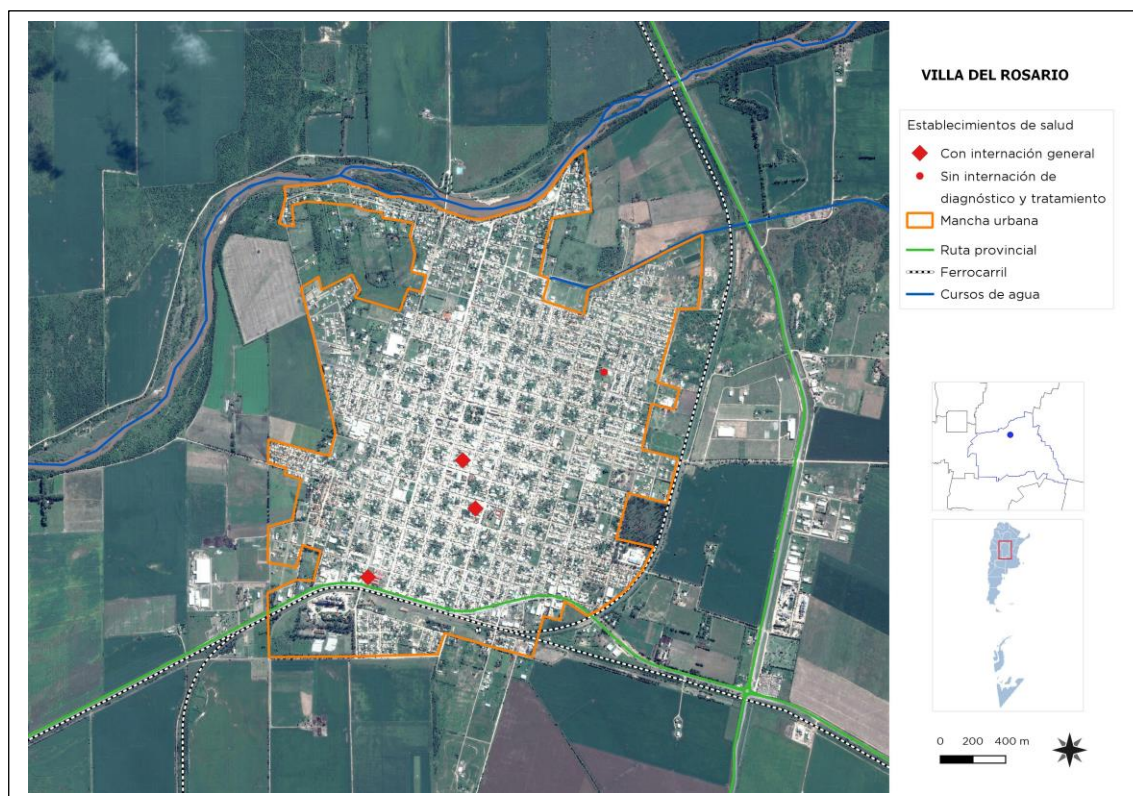 VILLA DEL ROSARIO
Establecimientos de salud
Con internación general
Sin internación de
diagnóstico y tratamiento
Mancha urbana
Ruta provincial
Ferrocarril
Cursos de agua
0 200 400 m